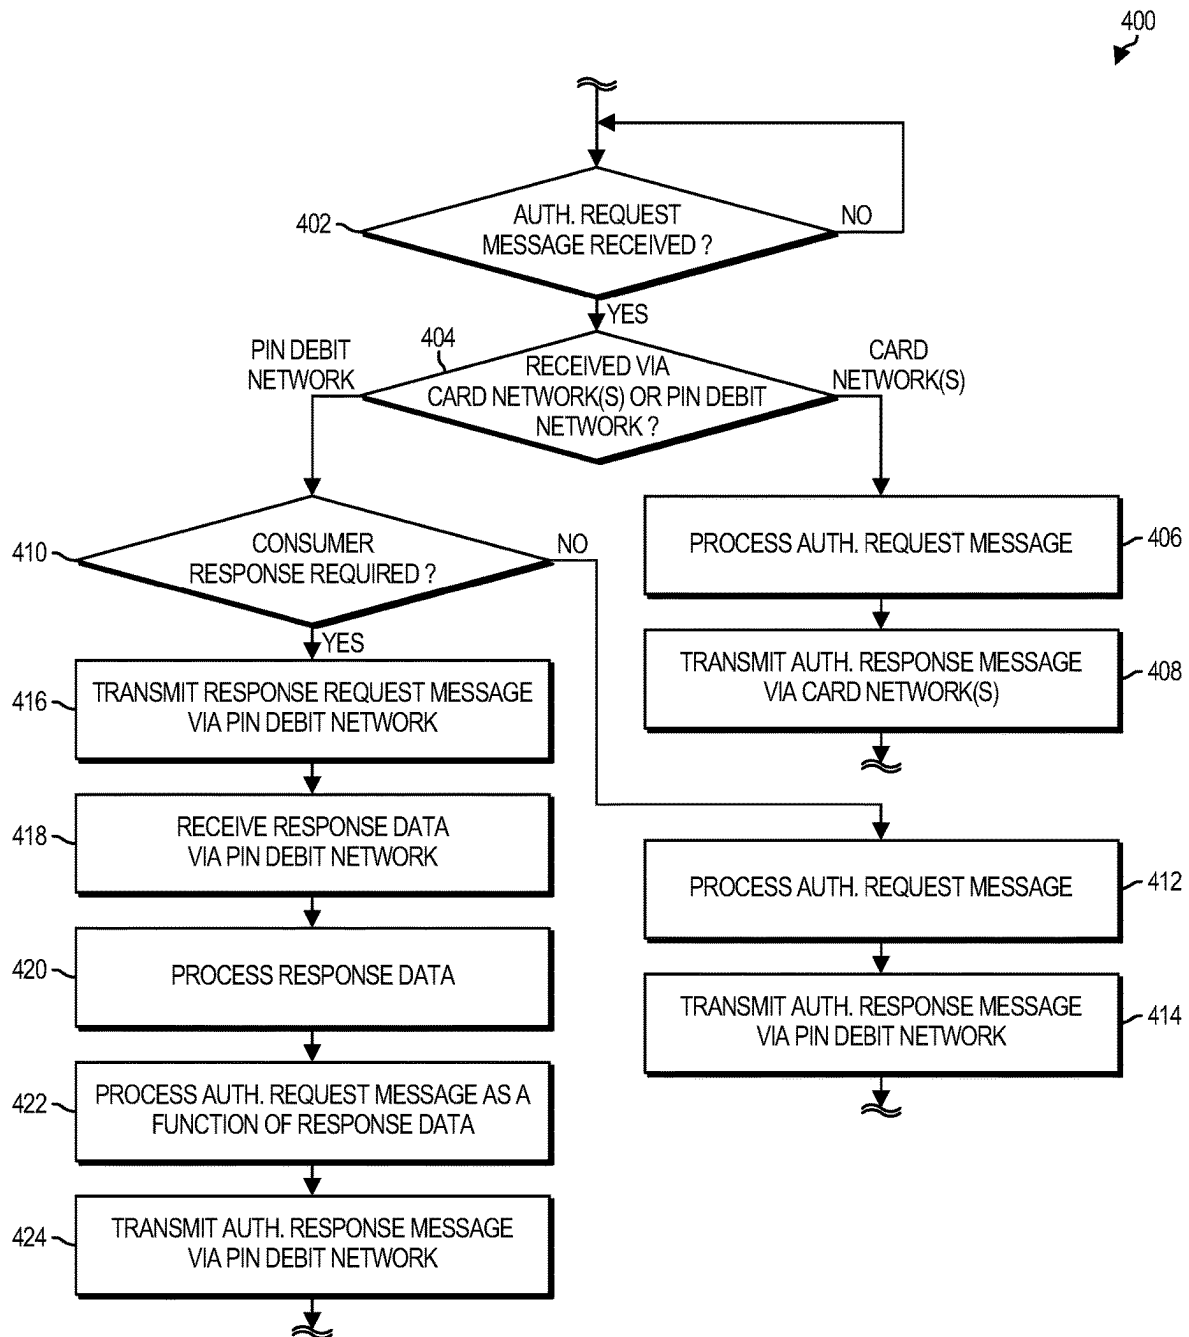 400
402
AUTH. REQUEST
MESSAGE RECEIVED ?
NO
YES
404
PIN DEBIT
NETWORK
RECEIVED VIA
CARD NETWORK(S) OR PIN DEBIT
NETWORK ?
CARD
NETWORK(S)
410
CONSUMER
RESPONSE REQUIRED ?
NO
YES
PROCESS AUTH. REQUEST MESSAGE
406
TRANSMIT AUTH. RESPONSE MESSAGE
VIA CARD NETWORK(S)
408
416
TRANSMIT RESPONSE REQUEST MESSAGE
VIA PIN DEBIT NETWORK
418
RECEIVE RESPONSE DATA
VIA PIN DEBIT NETWORK
PROCESS AUTH. REQUEST MESSAGE
412
420
PROCESS RESPONSE DATA
TRANSMIT AUTH. RESPONSE MESSAGE
VIA PIN DEBIT NETWORK
414
422
PROCESS AUTH. REQUEST MESSAGE AS A
FUNCTION OF RESPONSE DATA
424
TRANSMIT AUTH. RESPONSE MESSAGE
VIA PIN DEBIT NETWORK